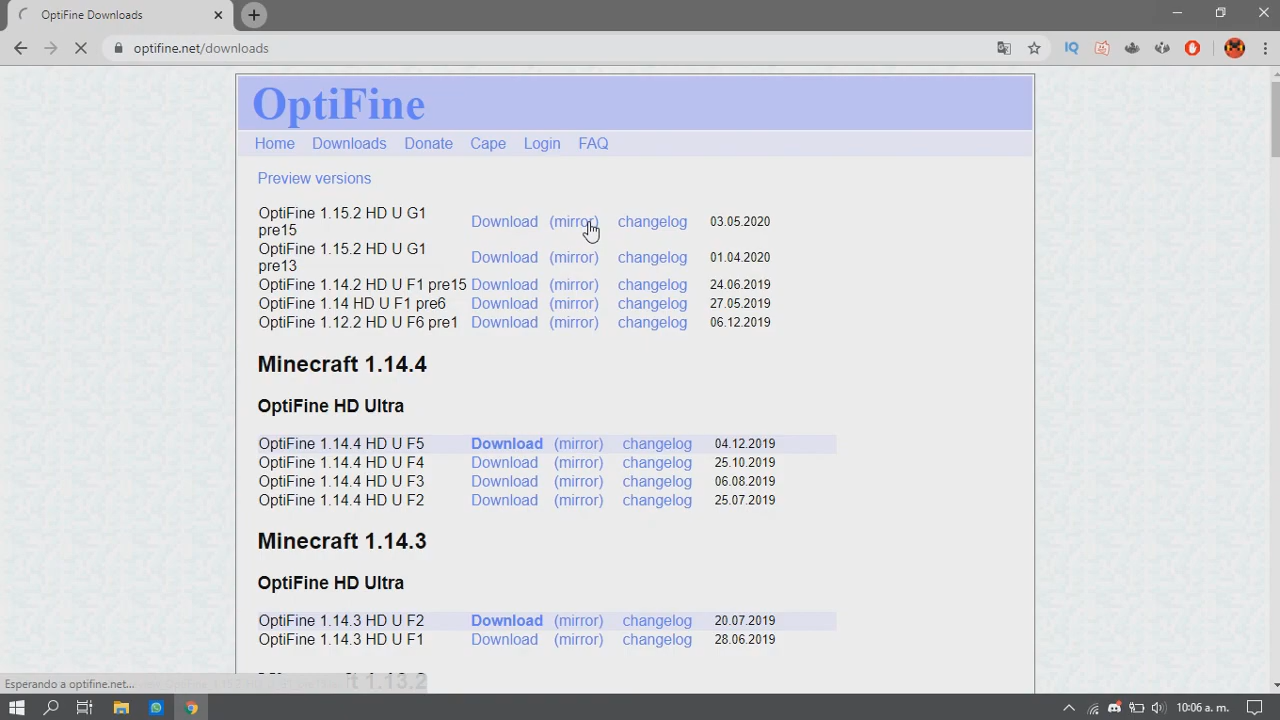 OptiFine Downloads
optifine.net/downloads
OptiFine
Home Downloads Donate Cape Login FAQ
Preview versions
OptiFine 1.15.2 HD U G1 pre15 Download (mirror) changelog 03.05.2020
OptiFine 1.15.2 HD U G1 pre13 Download (mirror) changelog 01.04.2020
OptiFine 1.14.2 HD U F1 pre15 Download (mirror) changelog 24.06.2019
OptiFine 1.14 HD U F1 pre6 Download (mirror) changelog 27.05.2019
OptiFine 1.12.2 HD U F6 pre1 Download (mirror) changelog 06.12.2019
Minecraft 1.14.4
OptiFine HD Ultra
OptiFine 1.14.4 HD U F5 Download (mirror) changelog 04.12.2019
OptiFine 1.14.4 HD U F4 Download (mirror) changelog 25.10.2019
OptiFine 1.14.4 HD U F3 Download (mirror) changelog 06.08.2019
OptiFine 1.14.4 HD U F2 Download (mirror) changelog 25.07.2019
Minecraft 1.14.3
OptiFine HD Ultra
OptiFine 1.14.3 HD U F2 Download (mirror) changelog 20.07.2019
OptiFine 1.14.3 HD U F1 Download (mirror) changelog 28.06.2019
t 1.13.2
Esperando a optifine.net...
10:06 a. m.